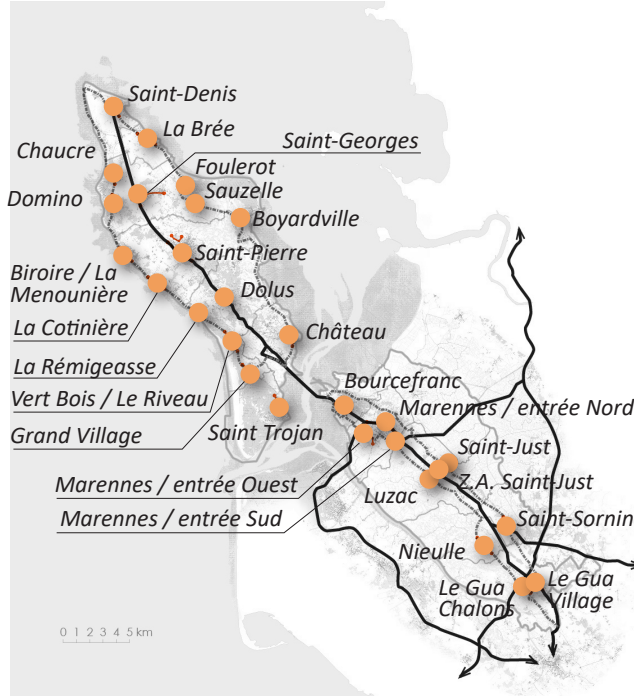 Saint-Denis
La Brée
Saint-Georges
Chaucre
Foulerot
Domino
Sauzelle
Boyardville
Saint-Pierre
Biroire / La
Menounière
Dolus
La Cotinière
Château
La Rémigeasse
Bourcefranc
Vert Bois / Le Riveau
Marennes / entrée Nord
Grand Village
Saint Trojan
Saint-Just
Marennes / entrée Ouest
Luzac
Z.A. Saint-Just
Marennes / entrée Sud
Saint-Sornin
Nieulle
Le Gua
Chalons
Le Gua
Village
0 1 2 3 4 5 km